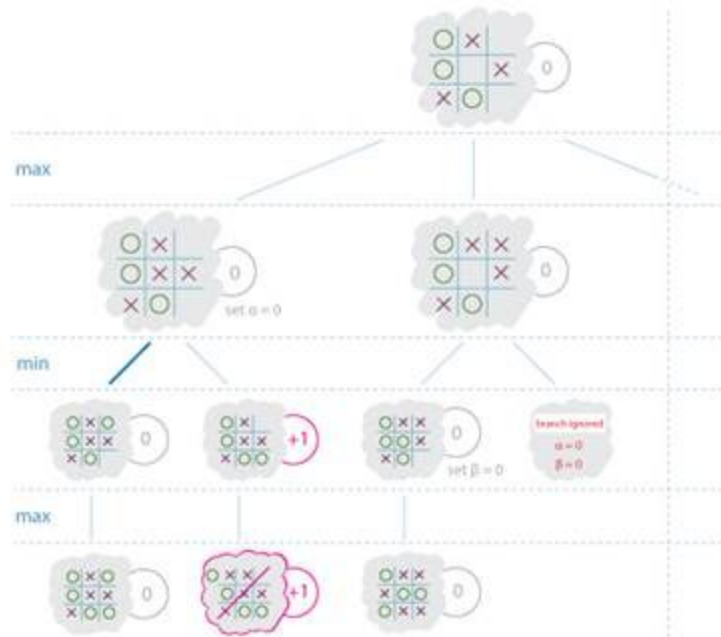 0
max
0
set α = 0
0
min
0
+1
0
set β = 0
branch ignored
α = 0
β = 0
max
0
+1
0